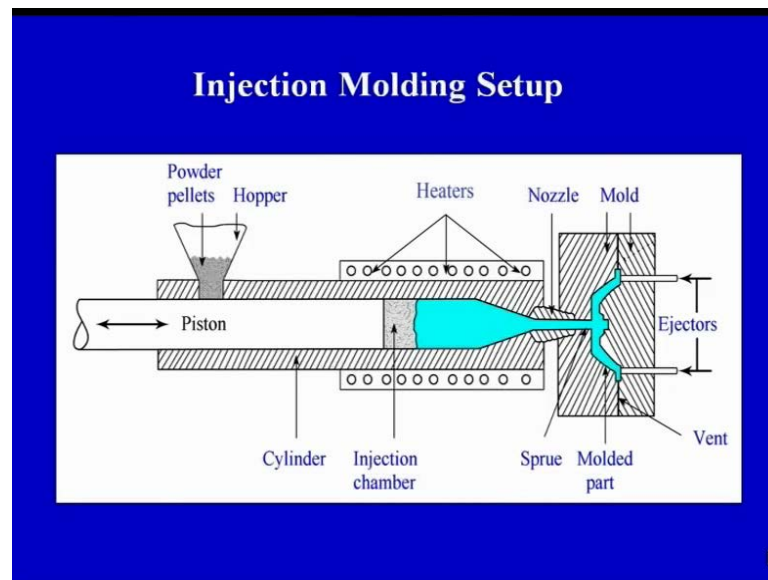 Injection Molding Setup
Powder
pellets Hopper
Heaters
Nozzle Mold
Piston
Ejectors
Vent
Cylinder
Injection
chamber
Sprue Molded
part